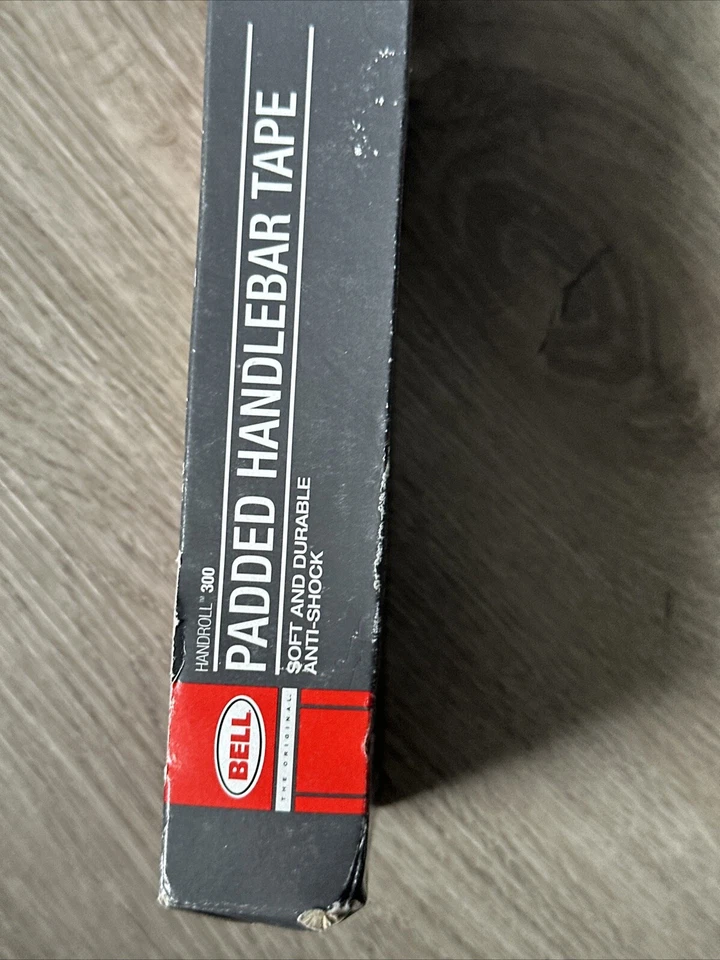 HANDROLL™ 300
PADDED HANDLEBAR TAPE
SOFT AND DURABLE
ANTI-SHOCK
BELL
THE ORIGINAL